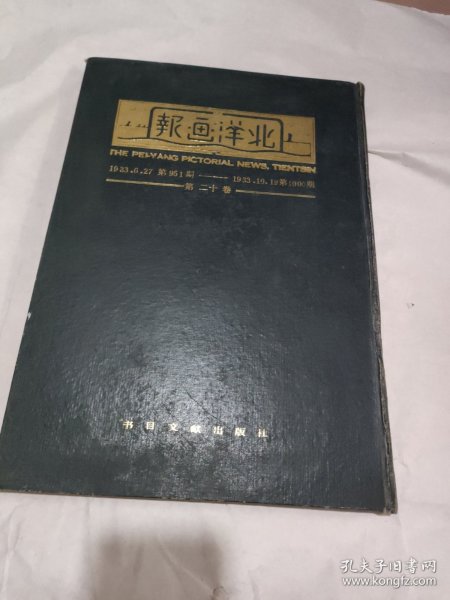 北洋画報
THE PEI-YANG PICTORIAL NEWS, TIENTSIN
1933.6.27 第951期——1933.10.19第1000期
第二十卷
书目文献出版社
孔夫子旧书网
www.kongfz.com